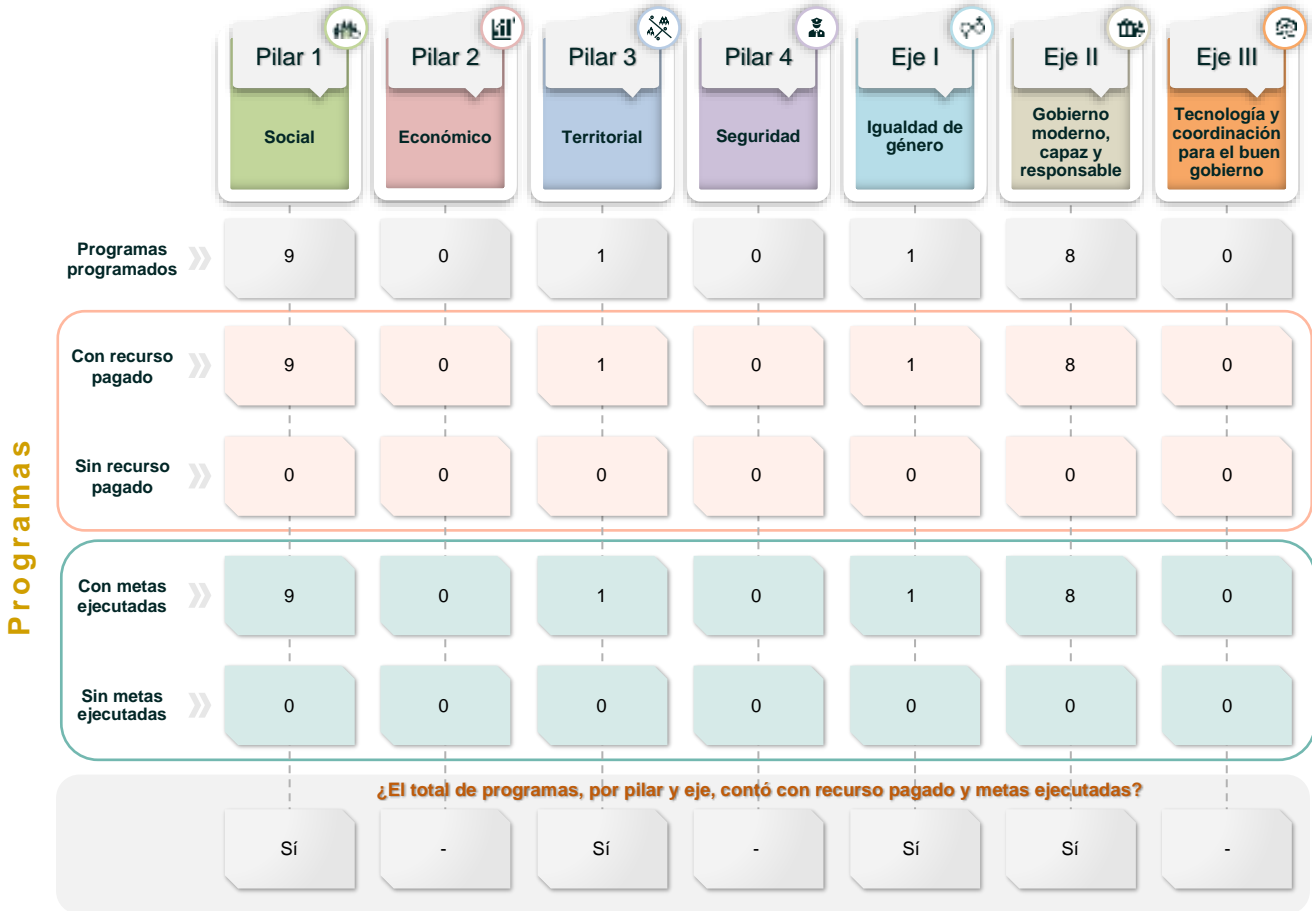 Pilar 1
Pilar 2
Pilar 3
Pilar 4
Eje I
Eje II
Eje III
Social
Económico
Territorial
Seguridad
Igualdad de
género
Gobierno
moderno,
capaz y
responsable
Tecnología y
coordinación
para el buen
gobierno
Programas
Programas
programados
9
0
1
0
1
8
0
Con recurso
pagado
9
0
1
0
1
8
0
Sin recurso
pagado
0
0
0
0
0
0
0
Con metas
ejecutadas
9
0
1
0
1
8
0
Sin metas
ejecutadas
0
0
0
0
0
0
0
¿El total de programas, por pilar y eje, contó con recurso pagado y metas ejecutadas?
Sí
-
Sí
-
Sí
Sí
-